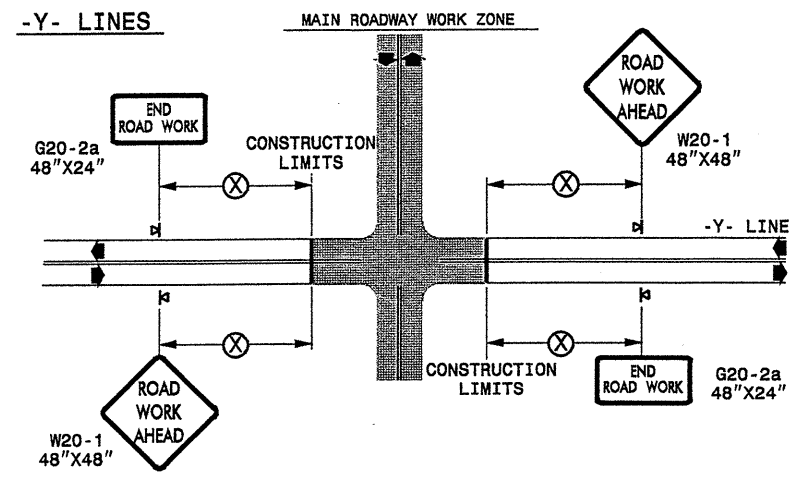 -Y- LINES
MAIN ROADWAY WORK ZONE
END
ROAD WORK
G20-2a
48"X24"
CONSTRUCTION
LIMITS
ROAD
WORK
AHEAD
W20-1
48"X48"
X
X
-Y- LINE
X
X
ROAD
WORK
AHEAD
W20-1
48"X48"
CONSTRUCTION
LIMITS
END
ROAD WORK
G20-2a
48"X24"